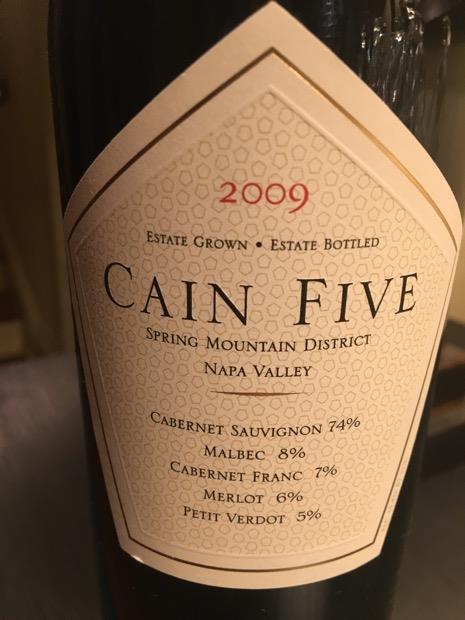 2009
Estate Grown • Estate Bottled
Cain Five
Spring Mountain District
Napa Valley
Cabernet Sauvignon 74%
Malbec 8%
Cabernet Franc 7%
Merlot 6%
Petit Verdot 5%